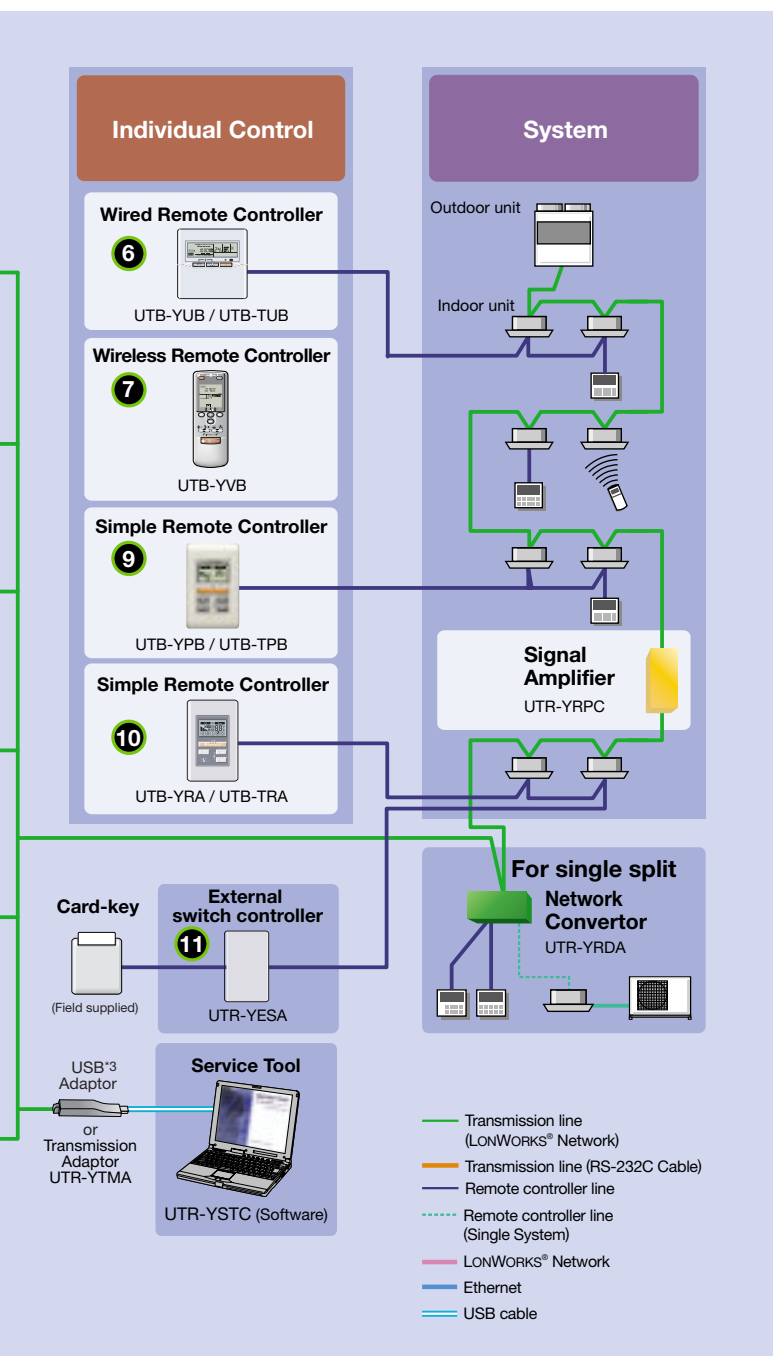 Individual Control
Wired Remote Controller
6
UTB-YUB / UTB-TUB
Wireless Remote Controller
7
UTB-YVB
Simple Remote Controller
9
UTB-YPB / UTB-TPB
Simple Remote Controller
10
UTB-YRA / UTB-TRA
System
Outdoor unit
Indoor unit
Signal
Amplifier
UTR-YRPC
Card-key
(Field supplied)
External
switch controller
11
UTR-YESA
For single split
Network
Convertor
UTR-YRDA
USB*3
Adaptor
or
Transmission
Adaptor
UTR-YTMA
Service Tool
UTR-YSTC (Software)
Transmission line
(LONWORKS® Network)
Transmission line (RS-232C Cable)
Remote controller line
Remote controller line
(Single System)
LONWORKS® Network
Ethernet
USB cable